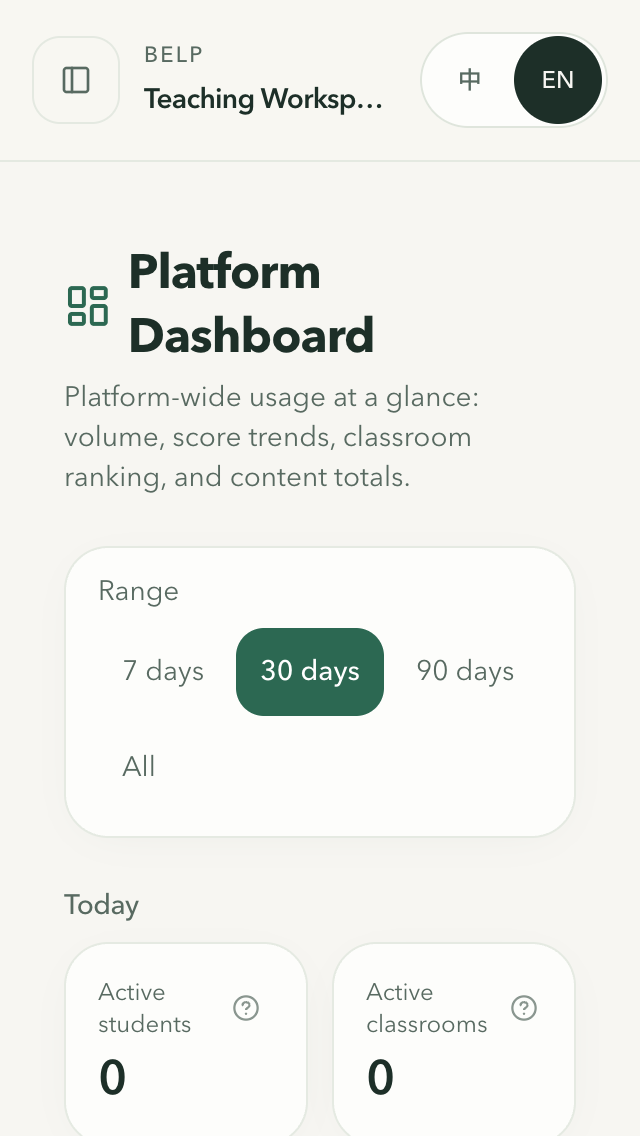 BELP
Teaching Worksp...
中
EN
Platform
Dashboard
Platform-wide usage at a glance:
volume, score trends, classroom
ranking, and content totals.
Range
7 days
30 days
90 days
All
Today
Active
students
0
Active
classrooms
0